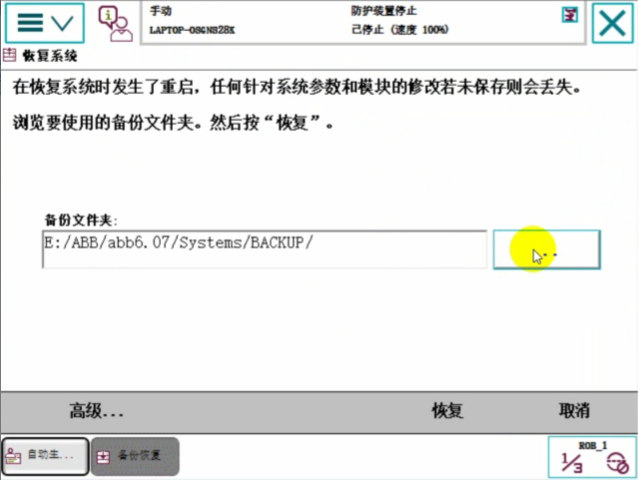 手动
防护装置停止
LAPTOP-OS4NS28K
已停止 (速度 100%)
恢复系统
在恢复系统时发生了重启，任何针对系统参数和模块的修改若未保存则会丢失。
浏览要使用的备份文件夹。然后按“恢复”。
备份文件夹:
E:/ABB/abb6.07/Systems/BACKUP/
...
高级...
恢复
取消
自动生...
备份恢复
ROB_1
1/3